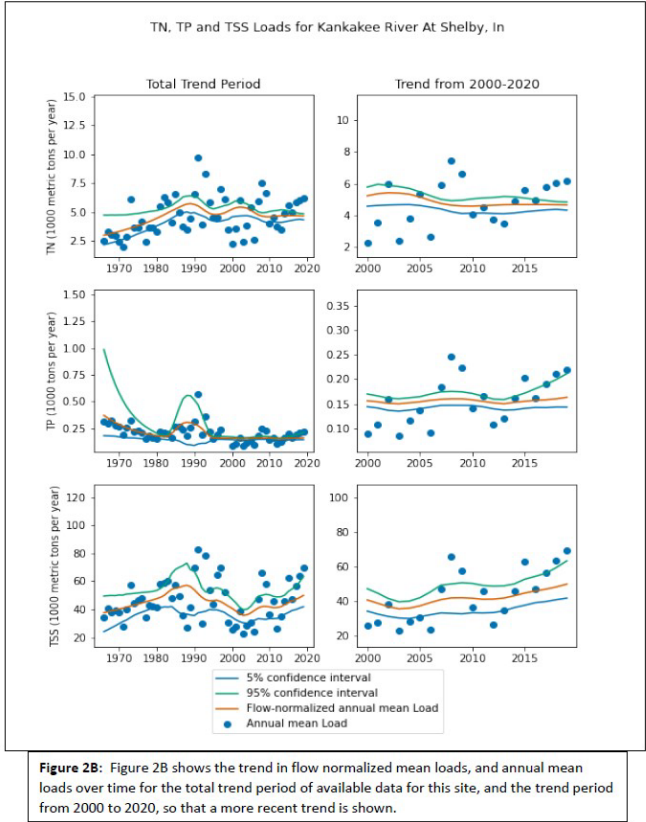 TN, TP and TSS Loads for Kankakee River At Shelby, In
Total Trend Period
TN (1000 metric tons per year)
15.0
12.5
10.0
7.5
5.0
2.5
1970 1980 1990 2000 2010 2020
Trend from 2000-2020
10
8
6
4
2
2000 2005 2010 2015
TP (1000 tons per year)
1.50
1.25
1.00
0.75
0.50
0.25
1970 1980 1990 2000 2010 2020
0.35
0.30
0.25
0.20
0.15
0.10
2000 2005 2010 2015
TSS (1000 metric tons per year)
120
100
80
60
40
20
1970 1980 1990 2000 2010 2020
100
80
60
40
20
2000 2005 2010 2015
5% confidence interval
95% confidence interval
Flow-normalized annual mean Load
Annual mean Load
Figure 2B: Figure 2B shows the trend in flow normalized mean loads, and annual mean
loads over time for the total trend period of available data for this site, and the trend period
from 2000 to 2020, so that a more recent trend is shown.